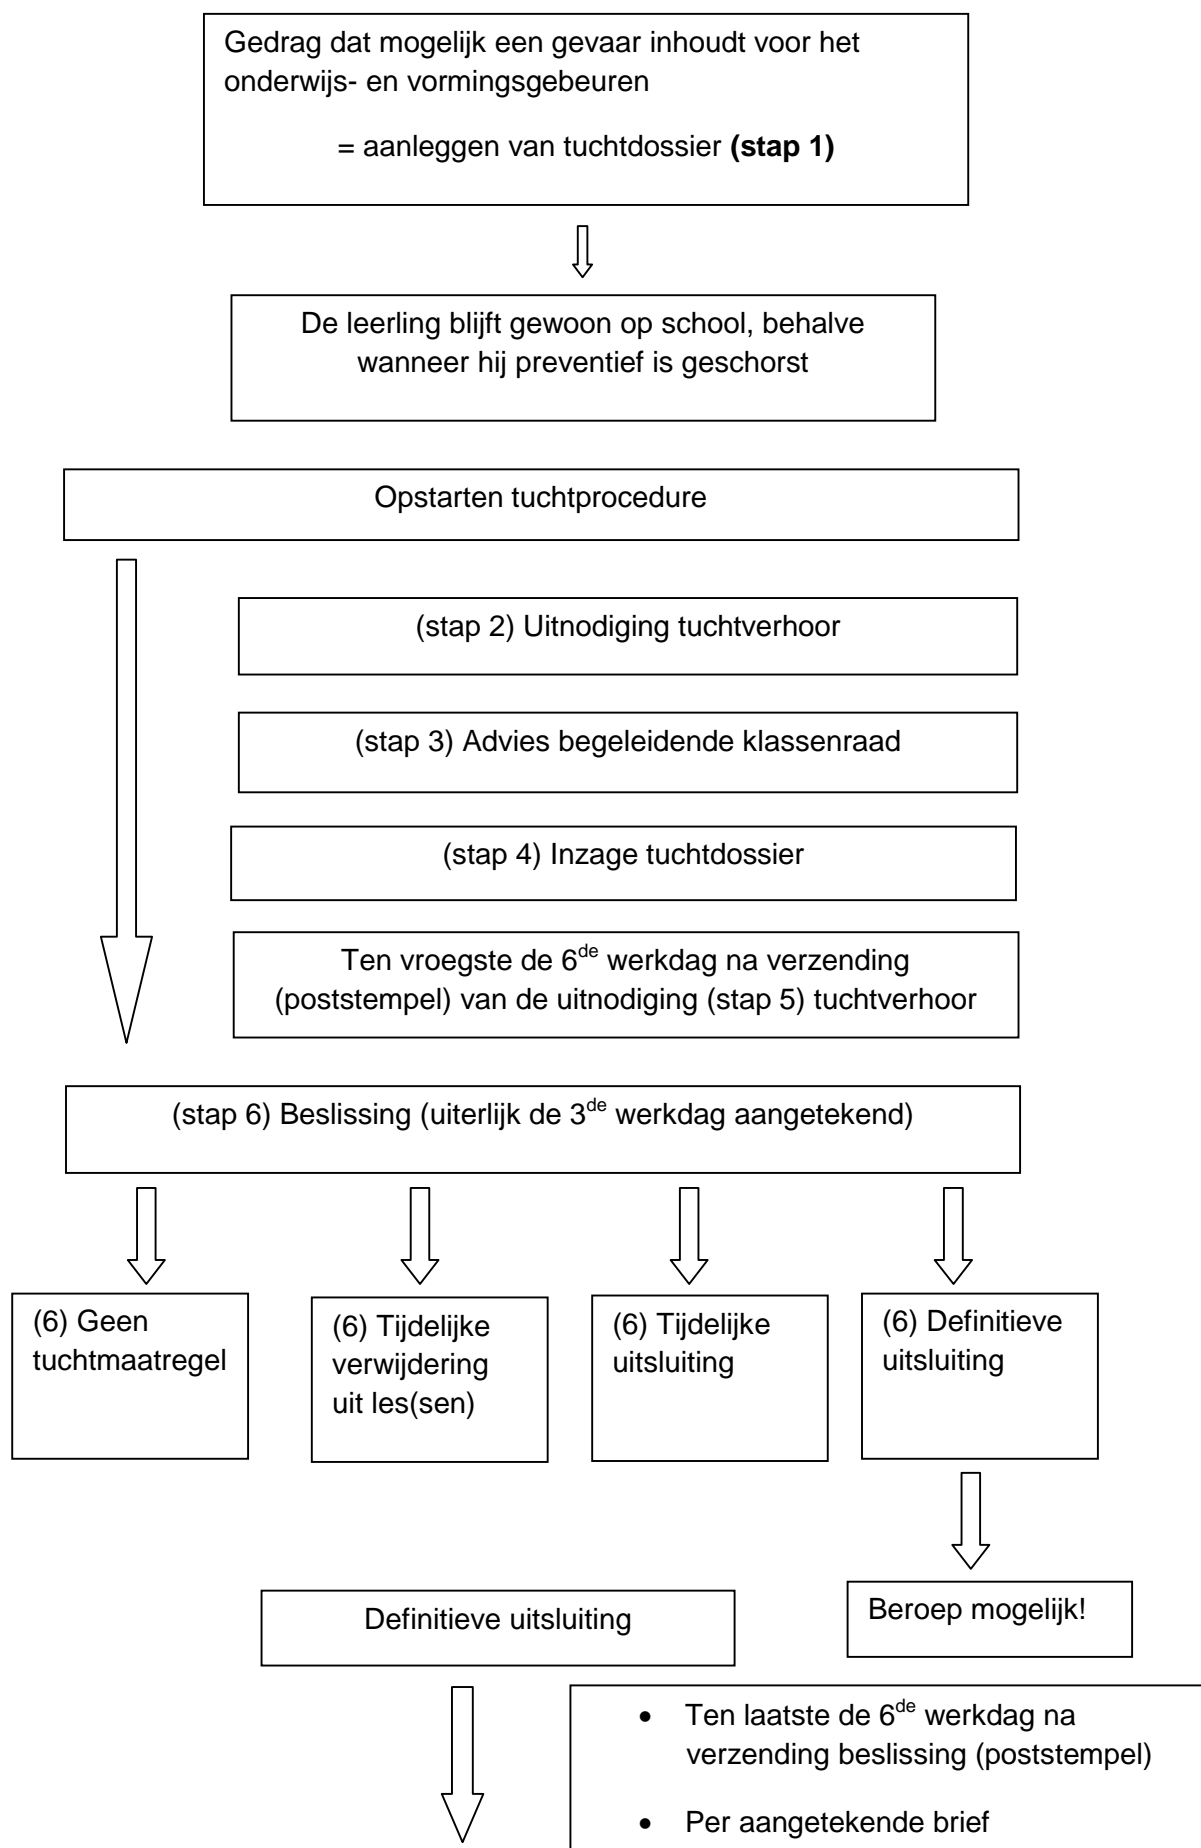 Gedrag dat mogelijk een gevaar inhoudt voor het
onderwijs- en vormingsgebeuren
= aanleggen van tuchtdossier (stap 1)
De leerling blijft gewoon op school, behalve
wanneer hij preventief is geschorst
Opstarten tuchtprocedure
(stap 2) Uitnodiging tuchtverhoor
(stap 3) Advies begeleidende klassenraad
(stap 4) Inzage tuchtdossier
Ten vroegste de 6de werkdag na verzending
(poststempel) van de uitnodiging (stap 5) tuchtverhoor
(stap 6) Beslissing (uiterlijk de 3de werkdag aangetekend)
(6) Geen
tuchtmaatregel
(6) Tijdelijke
verwijdering
uit les(sen)
(6) Tijdelijke
uitsluiting
(6) Definitieve
uitsluiting
Beroep mogelijk!
Definitieve uitsluiting
• Ten laatste de 6de werkdag na
verzending beslissing (poststempel)
• Per aangetekende brief